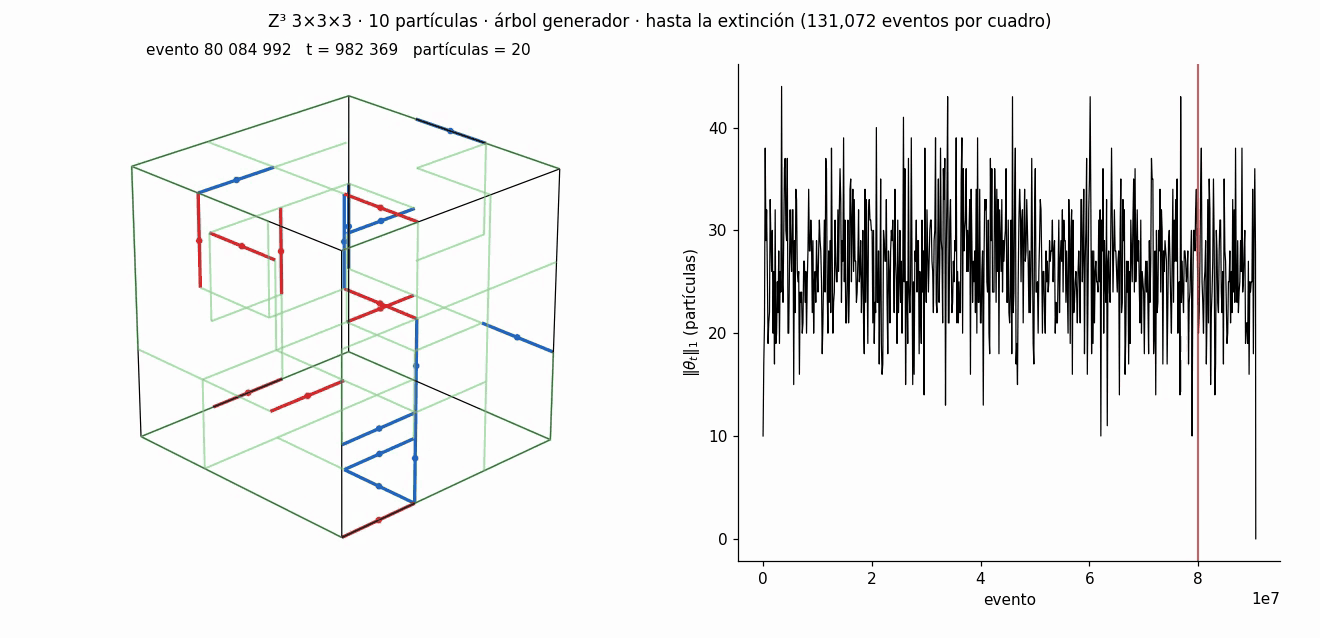 Z³ 3×3×3 · 10 partículas · árbol generador · hasta la extinción (131,072 eventos por cuadro)
evento 80 084 992 t = 982 369 partículas = 20
‖θₜ‖₁ (partículas)
40
30
20
10
0
0 2 4 6 8
evento
1e7